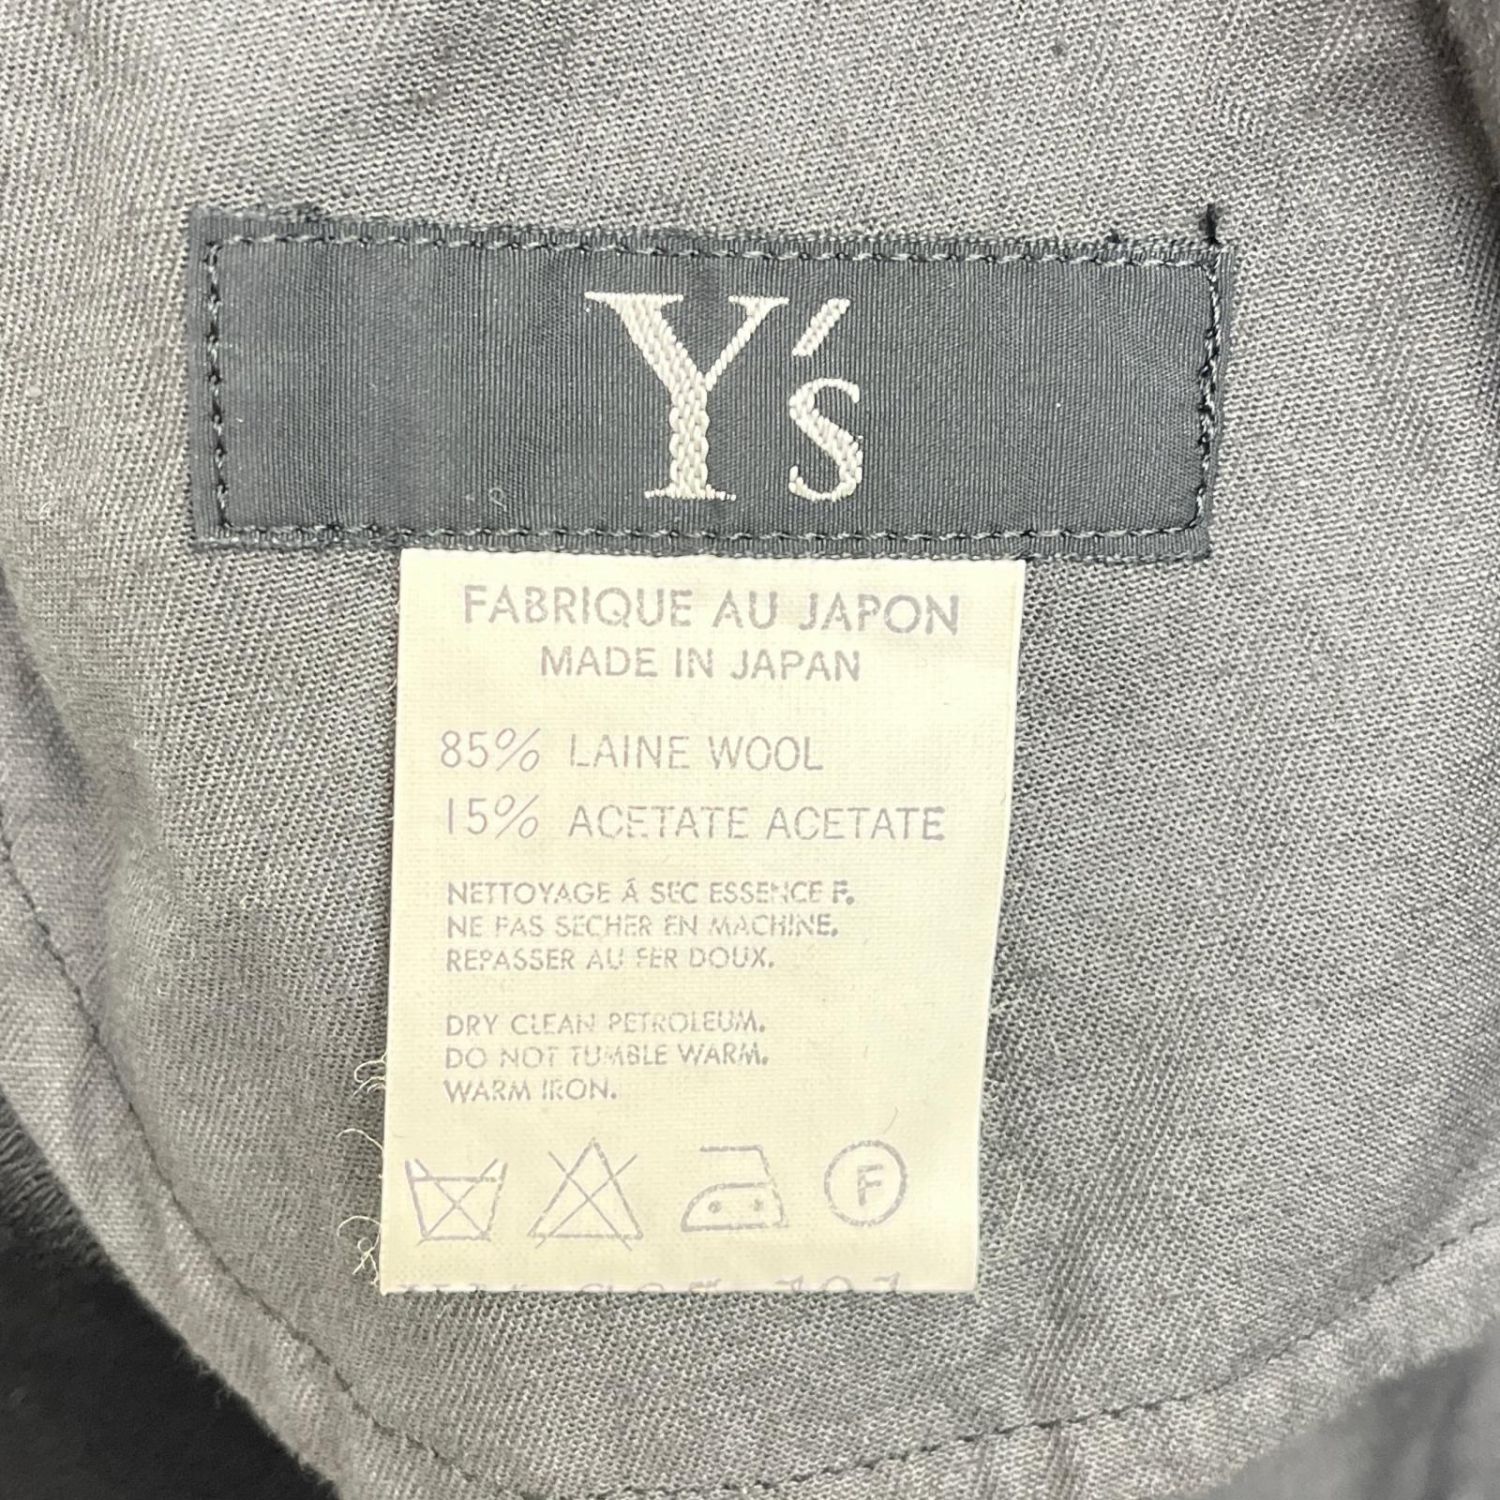 Y's
FABRIQUE AU JAPON
MADE IN JAPAN
85% LAINE WOOL
15% ACETATE ACETATE
NETTOYAGE Á SEC ESSENCE F.
NE PAS SECHER EN MACHINE.
REPASSER AU FER DOUX.
DRY CLEAN PETROLEUM.
DO NOT TUMBLE WARM.
WARM IRON.
F